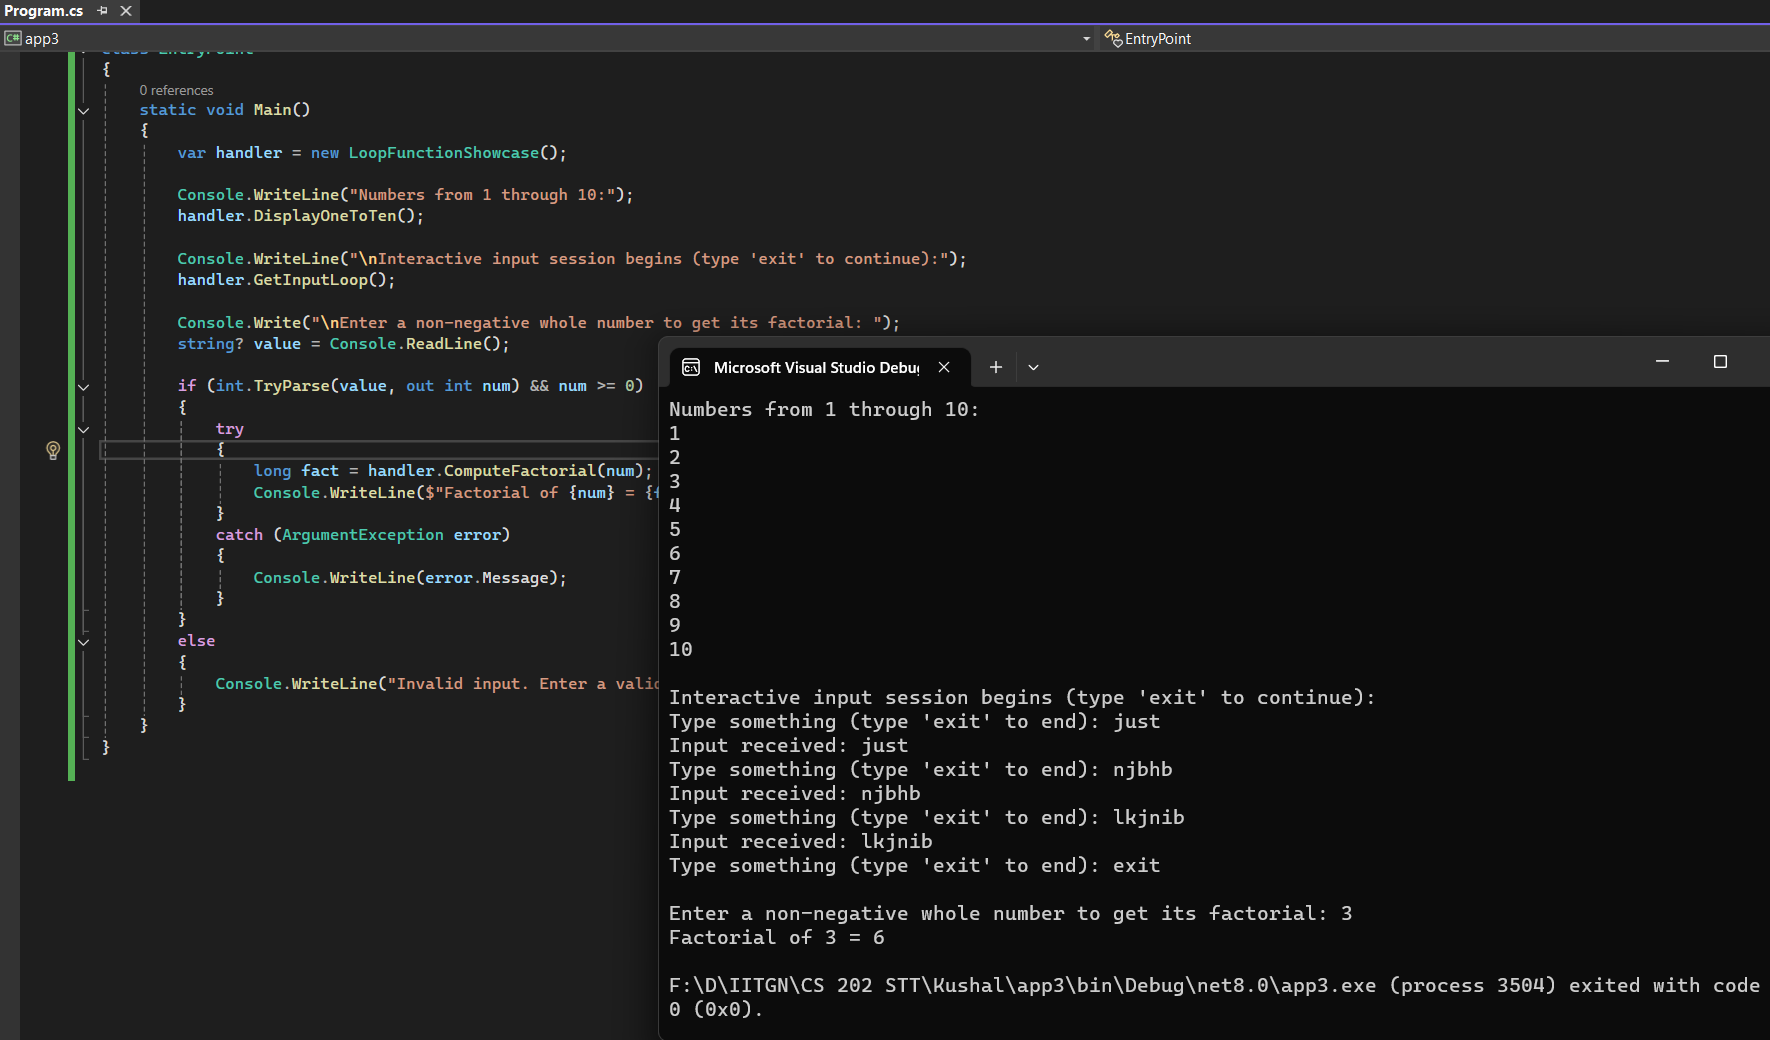 Program.cs
C# app3
EntryPoint
class EntryPoint
{
0 references
static void Main()
{
var handler = new LoopFunctionShowcase();
Console.WriteLine("Numbers from 1 through 10:");
handler.DisplayOneToTen();
Console.WriteLine("\nInteractive input session begins (type 'exit' to continue):");
handler.GetInputLoop();
Console.Write("\nEnter a non-negative whole number to get its factorial: ");
string? value = Console.ReadLine();
if (int.TryParse(value, out int num) && num >= 0)
{
try
{
long fact = handler.ComputeFactorial(num);
Console.WriteLine($"Factorial of {num} = {
}
catch (ArgumentException error)
{
Console.WriteLine(error.Message);
}
}
else
{
Console.WriteLine("Invalid input. Enter a valid
}
}
}
Microsoft Visual Studio Debug
Numbers from 1 through 10:
1
2
3
4
5
6
7
8
9
10
Interactive input session begins (type 'exit' to continue):
Type something (type 'exit' to end): just
Input received: just
Type something (type 'exit' to end): njbhb
Input received: njbhb
Type something (type 'exit' to end): lkjnib
Input received: lkjnib
Type something (type 'exit' to end): exit
Enter a non-negative whole number to get its factorial: 3
Factorial of 3 = 6
F:\D\IITGN\CS 202 STT\Kushal\app3\bin\Debug\net8.0\app3.exe (process 3504) exited with code
0 (0x0).